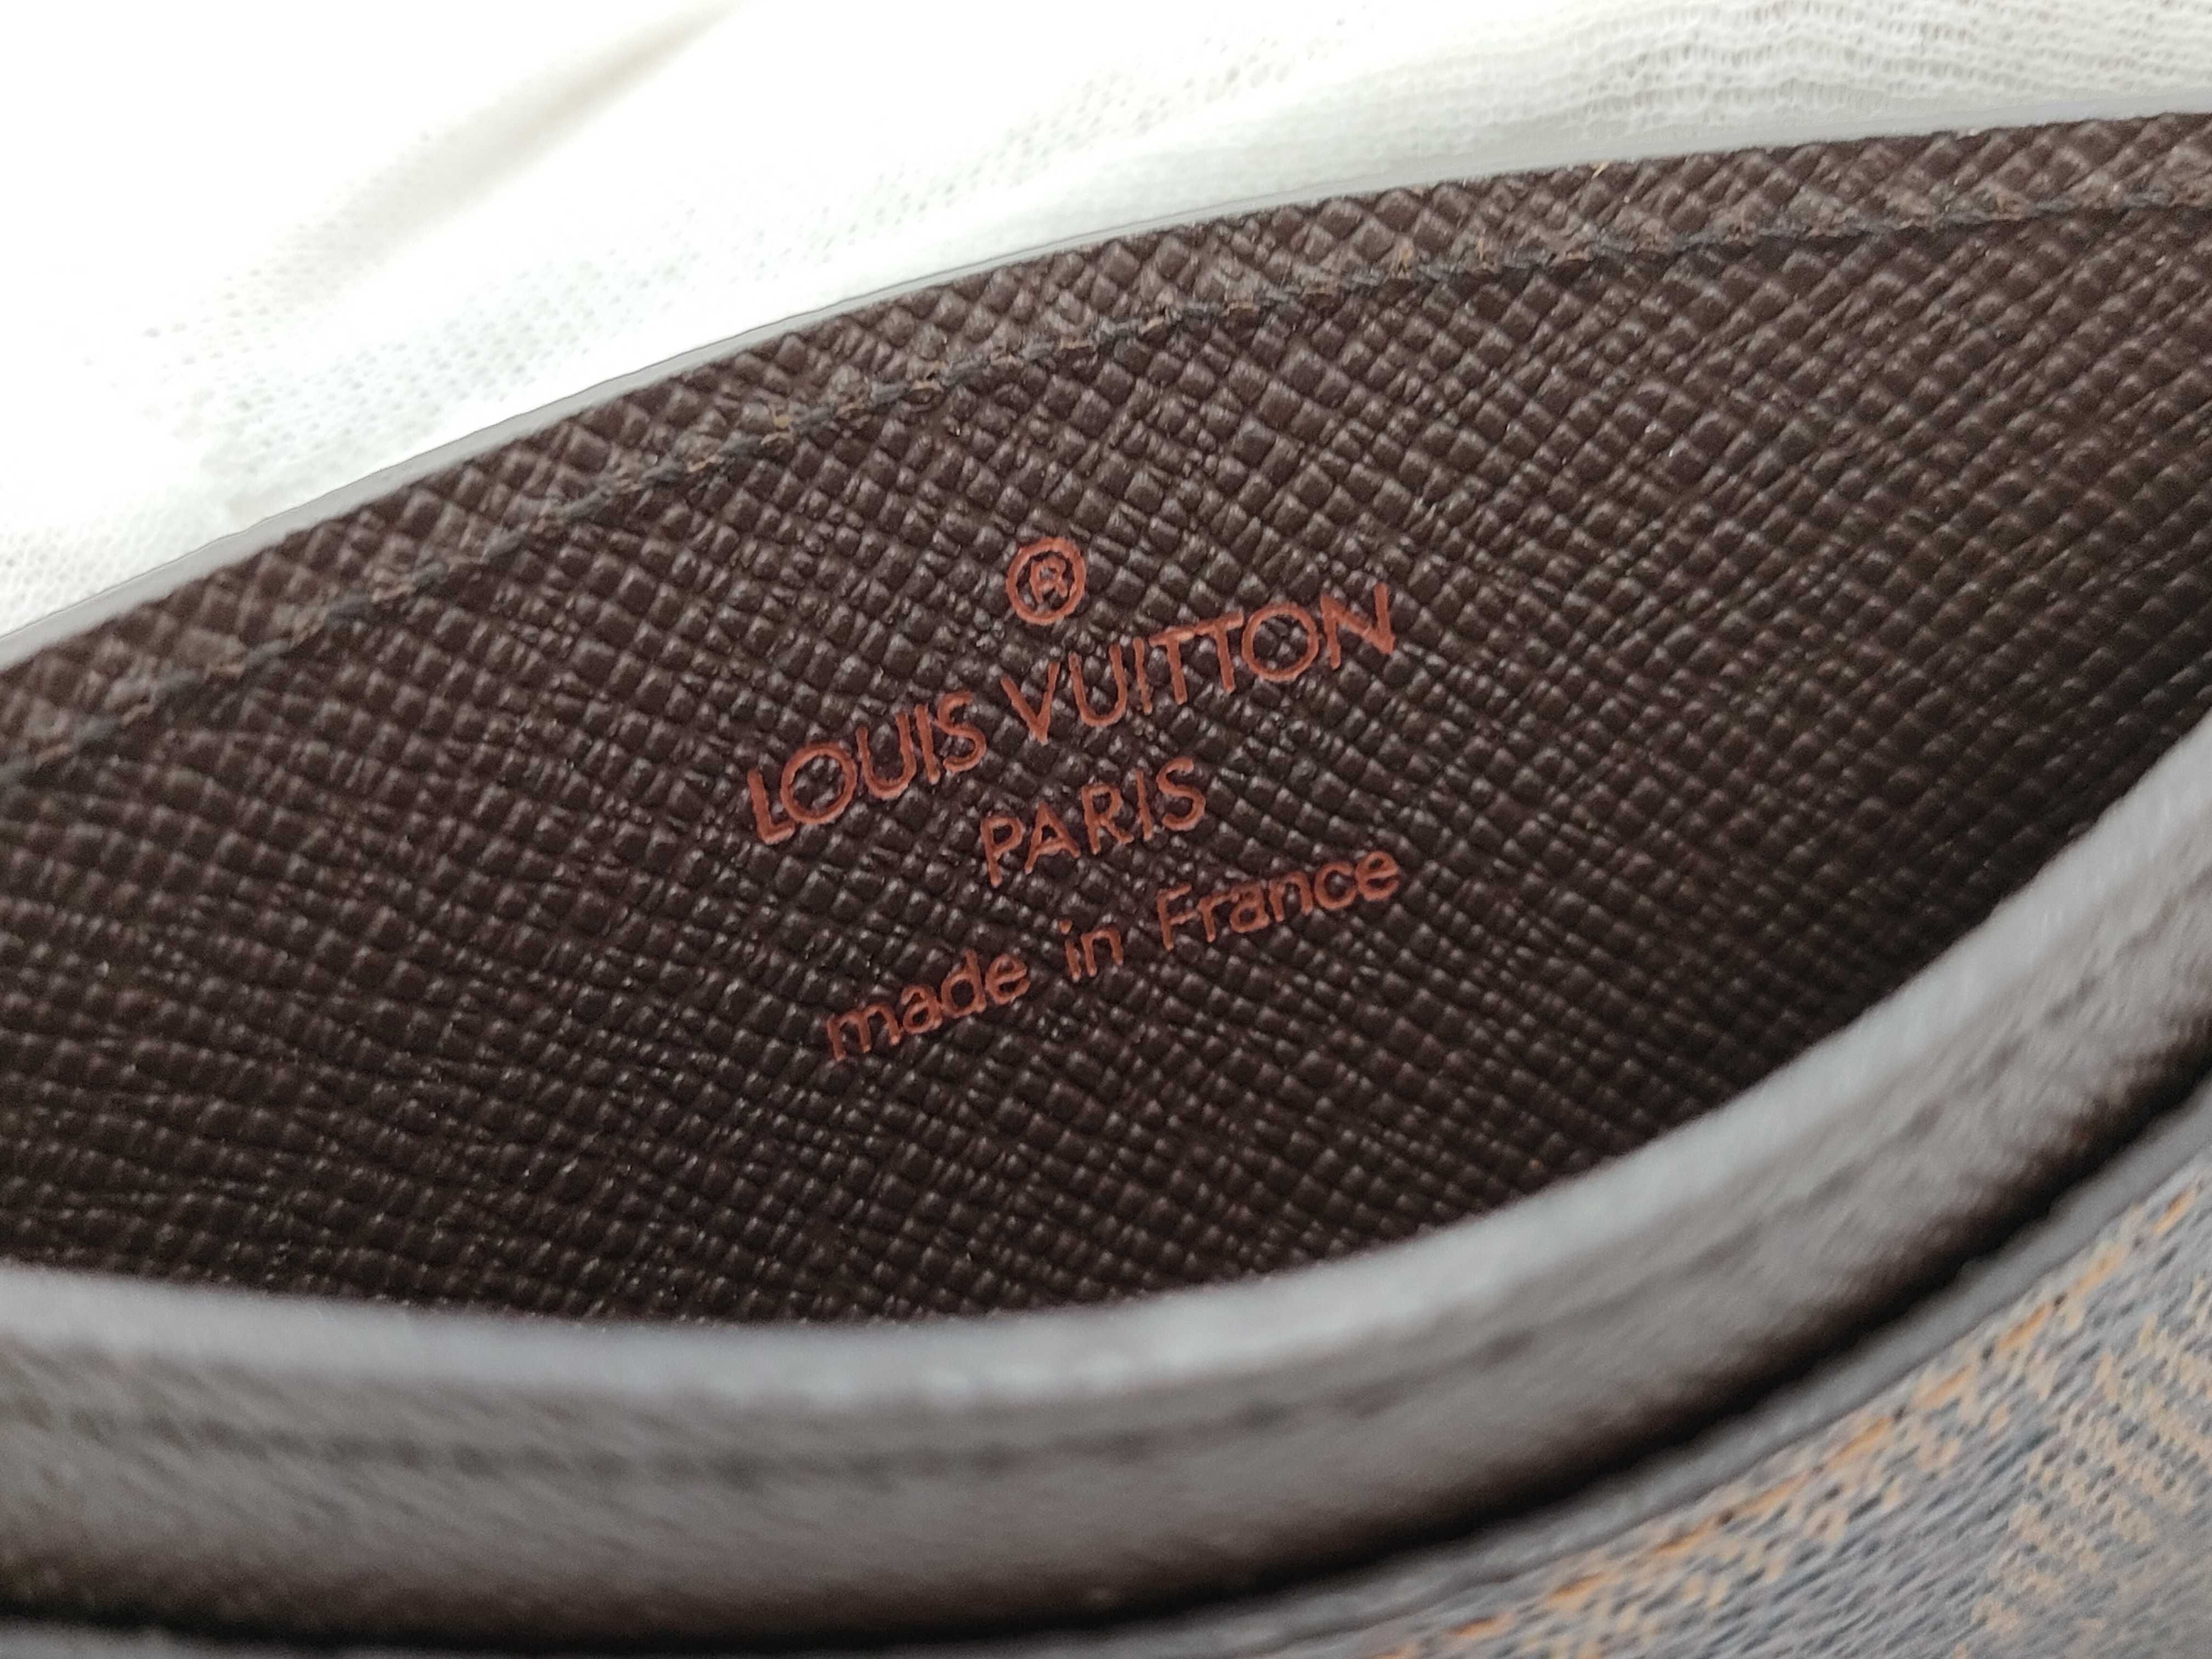 ®
LOUIS VUITTON
PARIS
made in France